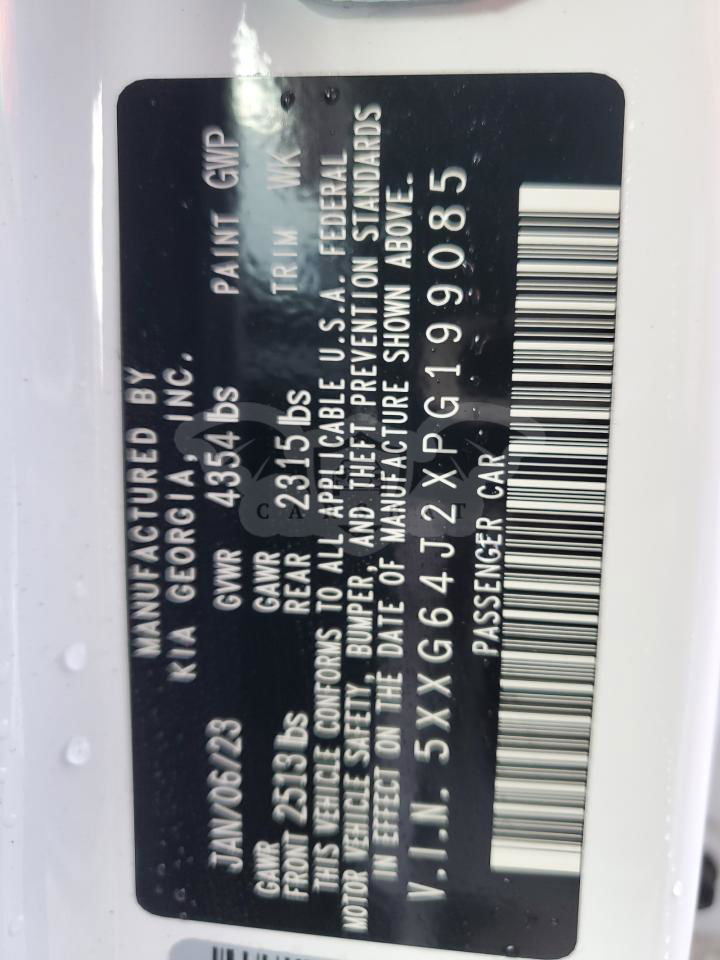 MANUFACTURED BY
KIA GEORGIA, INC.
JAN/06/23 GVWR 4354 lbs PAINT GWP
GAWR FRONT 2513 lbs GAWR REAR 2315 lbs TRIM WK
THIS VEHICLE CONFORMS TO ALL APPLICABLE U.S.A. FEDERAL
MOTOR VEHICLE SAFETY, BUMPER, AND THEFT PREVENTION STANDARDS
IN EFFECT ON THE DATE OF MANUFACTURE SHOWN ABOVE.
V.I.N. 5XXG64J2XPG199085
PASSENGER CAR